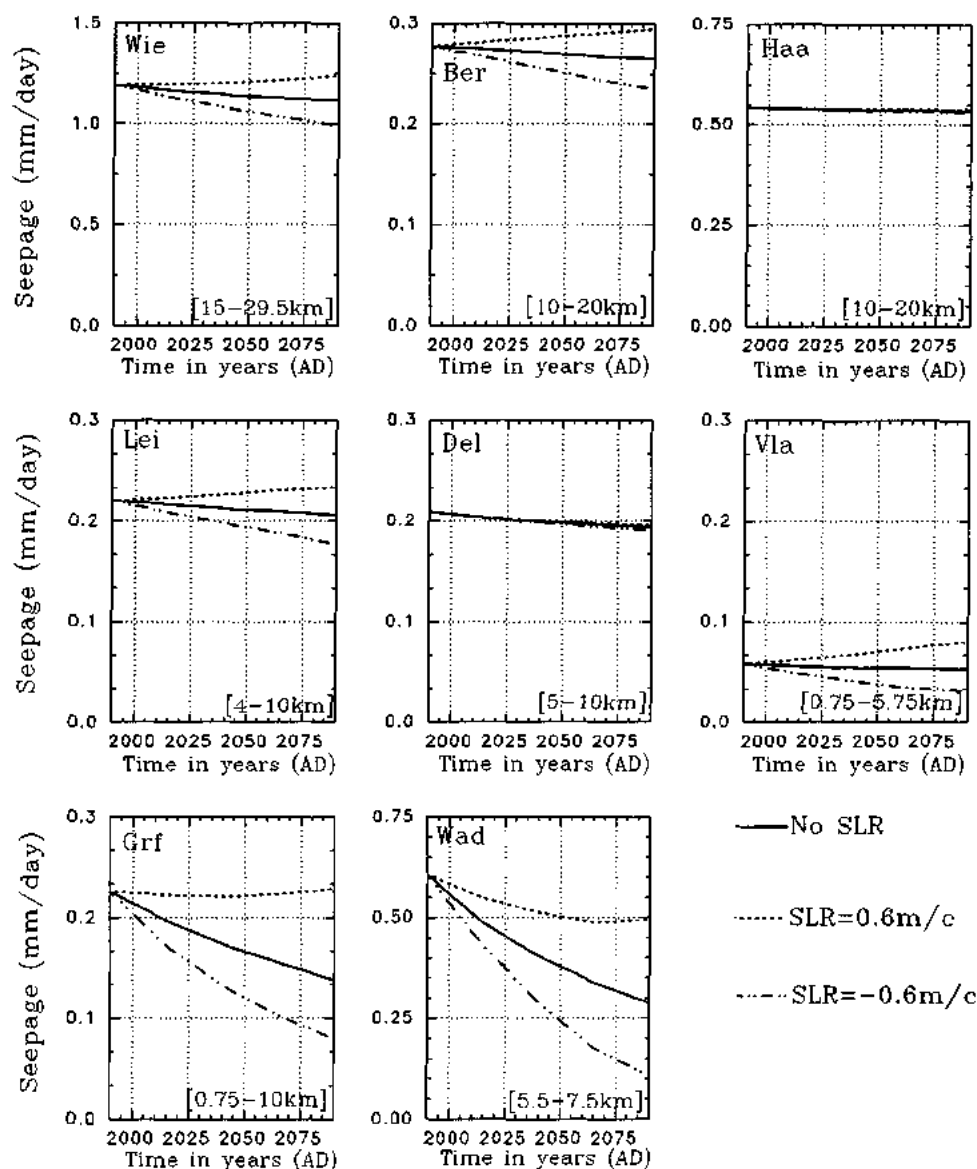 Seepage (mm/day)
1.5
1.0
0.5
0.0
Wie
[15-29.5km]
2000 2025 2050 2075
Time in years (AD)
0.3
0.2
0.1
0.0
Ber
[10-20km]
2000 2025 2050 2075
Time in years (AD)
0.75
0.50
0.25
0.00
Haa
[10-20km]
2000 2025 2050 2075
Time in years (AD)
Seepage (mm/day)
0.3
0.2
0.1
0.0
Lei
[4-10km]
2000 2025 2050 2075
Time in years (AD)
0.3
0.2
0.1
0.0
Del
[5-10km]
2000 2025 2050 2075
Time in years (AD)
0.3
0.2
0.1
0.0
Vla
[0.75-5.75km]
2000 2025 2050 2075
Time in years (AD)
Seepage (mm/day)
0.3
0.2
0.1
0.0
Grf
[0.75-10km]
2000 2025 2050 2075
Time in years (AD)
0.75
0.50
0.25
0.00
Wad
[5.5-7.5km]
2000 2025 2050 2075
Time in years (AD)
No SLR
SLR=0.6m/c
SLR=-0.6m/c